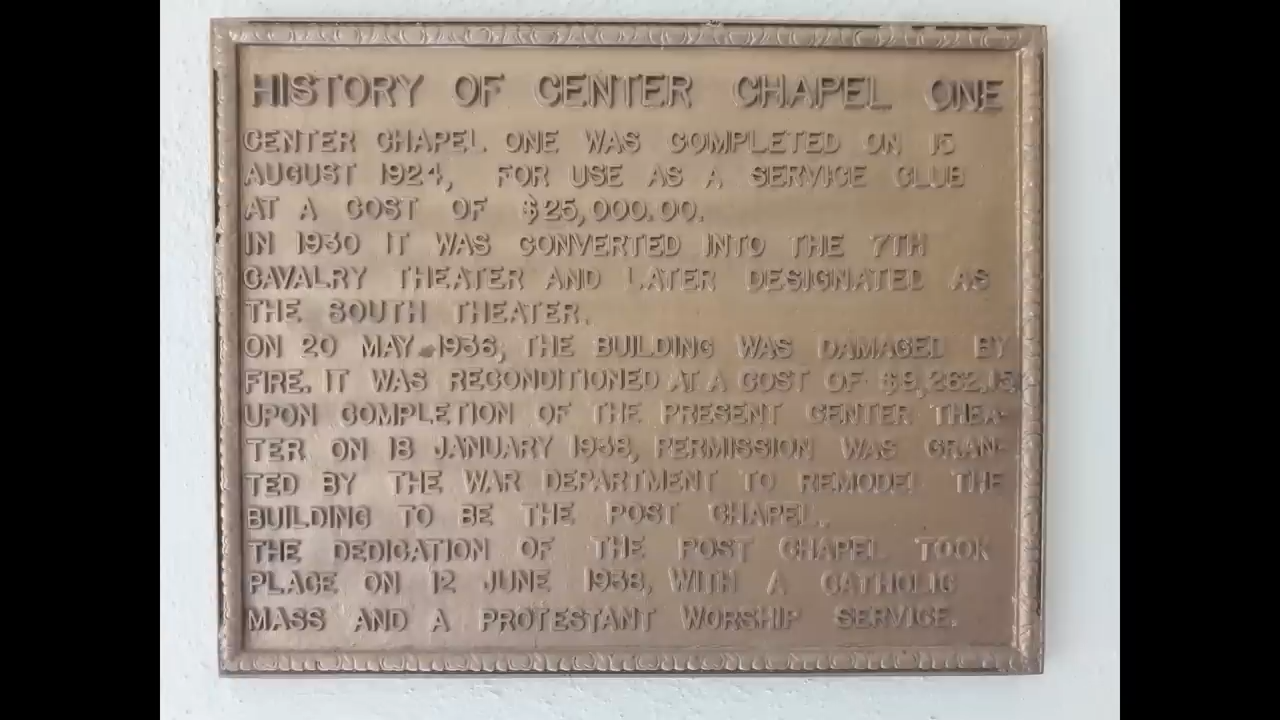 HISTORY OF CENTER CHAPEL ONE
CENTER CHAPEL ONE WAS COMPLETED ON 15
AUGUST 1924, FOR USE AS A SERVICE CLUB
AT A COST OF $25,000.00.
IN 1930 IT WAS CONVERTED INTO THE 7TH
CAVALRY THEATER AND LATER DESIGNATED AS
THE SOUTH THEATER.
ON 20 MAY 1936, THE BUILDING WAS DAMAGED BY
FIRE. IT WAS RECONDITIONED AT A COST OF $9,262.15.
UPON COMPLETION OF THE PRESENT CENTER THEA-
TER ON 18 JANUARY 1938, PERMISSION WAS GRAN-
TED BY THE WAR DEPARTMENT TO REMODEL THE
BUILDING TO BE THE POST CHAPEL.
THE DEDICATION OF THE POST CHAPEL TOOK
PLACE ON 12 JUNE 1938, WITH A CATHOLIC
MASS AND A PROTESTANT WORSHIP SERVICE.